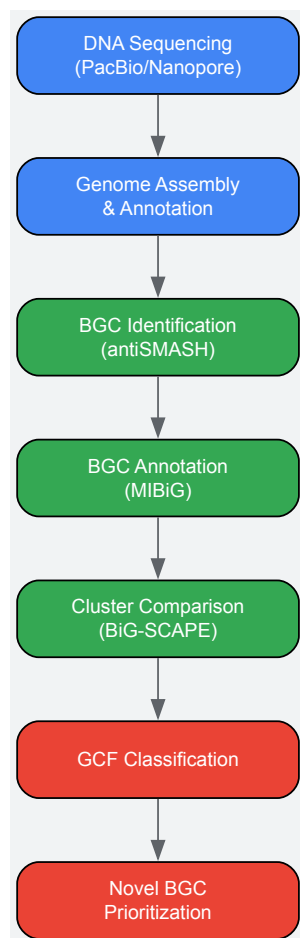 DNA Sequencing
(PacBio/Nanopore)
Genome Assembly
& Annotation
BGC Identification
(antiSMASH)
BGC Annotation
(MIBiG)
Cluster Comparison
(BiG-SCAPE)
GCF Classification
Novel BGC
Prioritization